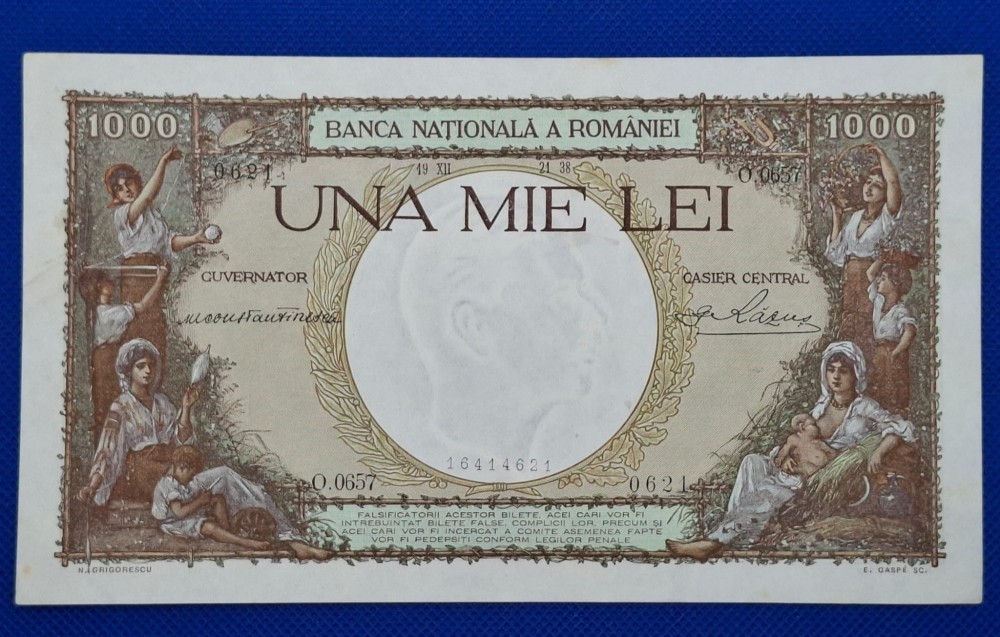 1000
BANCA NAȚIONALĂ A ROMÂNIEI
1000
0621
19 XII
21 38
O.0657
UNA MIE LEI
GUVERNATOR
CASIER CENTRAL
M Constantinescu
16414621
O.0657
0621
FALSIFICATORII ACESTOR BILETE, ACEI CARI VOR FI
INTREBUINȚAT BILETE FALSE, COMPLICII LOR, PRECUM ȘI
ACEI CARI VOR FI INCERCAT A COMITE ASEMENEA FAPTE
VOR FI PEDEPSIȚI CONFORM LEGILOR PENALE
N. GRIGORESCU
E. GASPÉ SC.